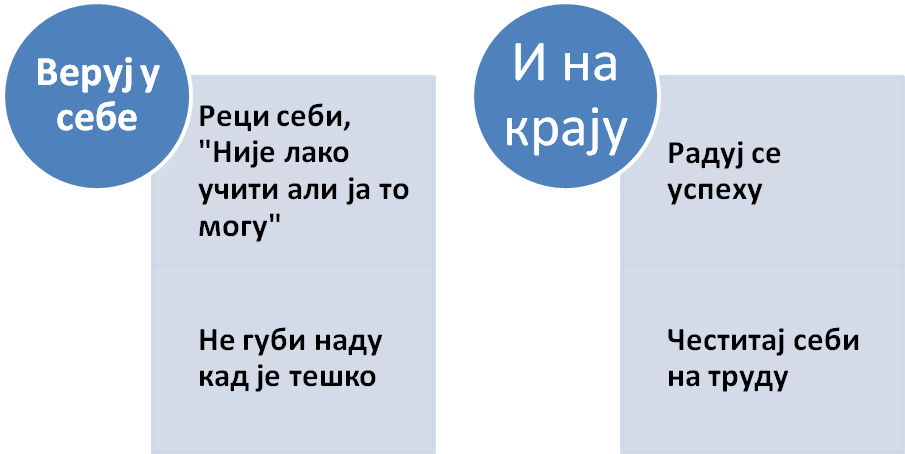 Веруј у
себе
Реци себи,
"Није лако
учити али ја то
могу"
Не губи наду
кад је тешко
И на
крају
Радуј се
успеху
Честитај себи
на труду